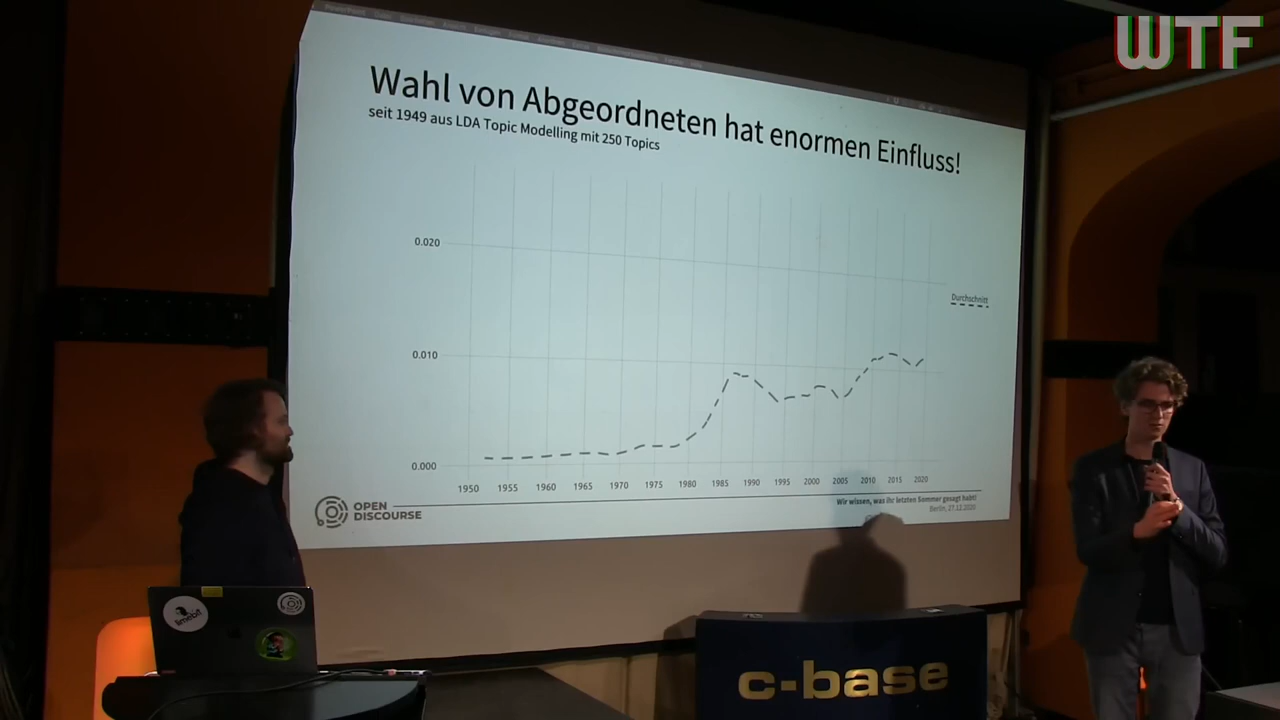 WTF
Wahl von Abgeordneten hat enormen Einfluss!
seit 1949 aus LDA Topic Modelling mit 250 Topics
0.020
Durchschnitt
0.010
0.000
1950 1955 1960 1965 1970 1975 1980 1985 1990 1995 2000 2005 2010 2015 2020
OPEN
DISCOURSE
Wir wissen, was ihr letzten Sommer gesagt habt!
Berlin, 27.12.2020
limebit
c-base